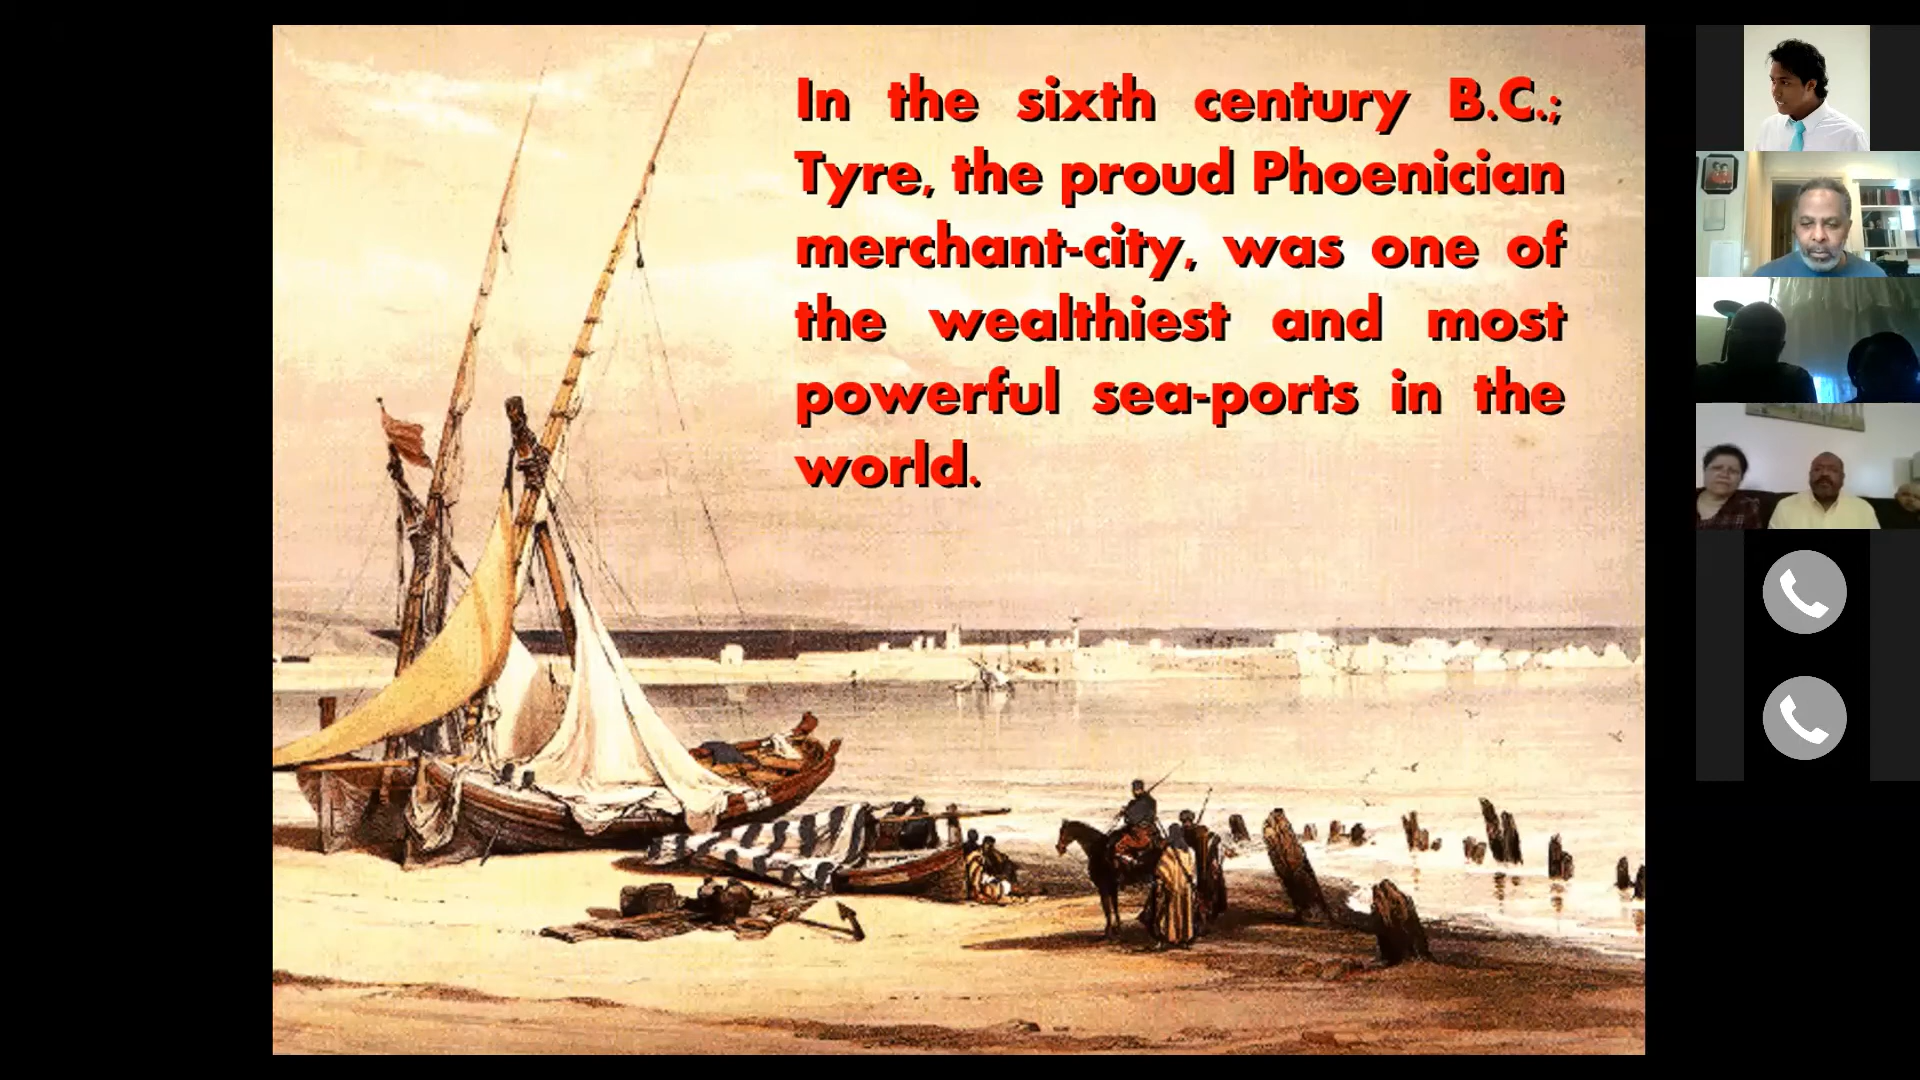 In the sixth century B.C.;
Tyre, the proud Phoenician
merchant-city, was one of
the wealthiest and most
powerful sea-ports in the
world.